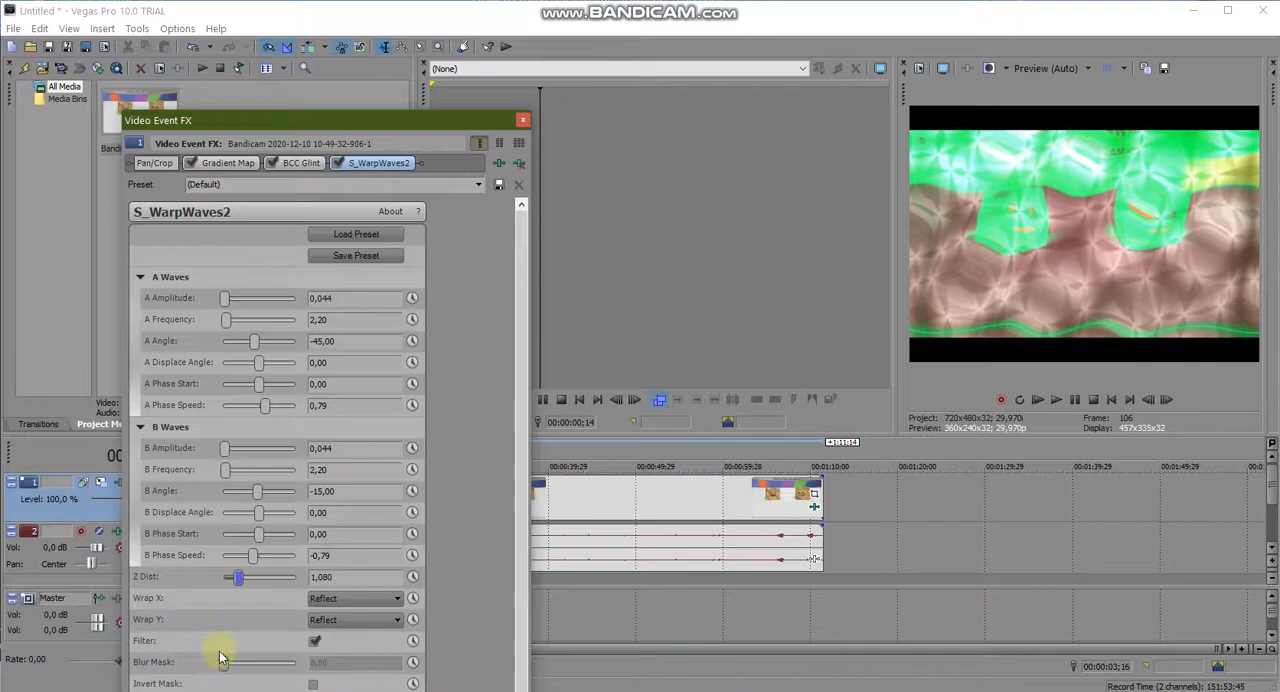 Untitled * - Vegas Pro 10.0 TRIAL
www.BANDICAM.com
File Edit View Insert Tools Options Help
All Media
Media Bins
(None)
Preview (Auto)
Video Event FX
Video Event FX: Bandicam 2020-12-10 10-49-32-906-1
Pan/Crop Gradient Map BCC Glint S_WarpWaves2
Preset: (Default)
S_WarpWaves2 About ?
Load Preset
Save Preset
A Waves
A Amplitude: 0,044
A Frequency: 2,20
A Angle: -45,00
A Displace Angle: 0,00
A Phase Start: 0,00
A Phase Speed: 0,79
B Waves
B Amplitude: 0,044
B Frequency: 2,20
B Angle: -15,00
B Displace Angle: 0,00
B Phase Start: 0,00
B Phase Speed: -0,79
Z Dist: 1,080
Wrap X: Reflect
Wrap Y: Reflect
Filter:
Blur Mask: 0,00
Invert Mask:
Video:
Audio:
Transitions
00:00:00;14
Project: 720x480x32; 29,970i Frame: 106
Preview: 360x240x32; 29,970p Display: 457x335x32
+1:11:14
00:00:39;29 00:00:49;29 00:00:59;28 00:01:10;00 00:01:20;00 00:01:29;29 00:01:39;29 00:01:49;29
1
Level: 100,0 %
2
Vol: 0,0 dB
Pan: Center
Master
Vol: 0,0 dB
Vol: 0,0 dB
Rate: 0,00
00:00:03;16
Record Time (2 channels): 151:53:45